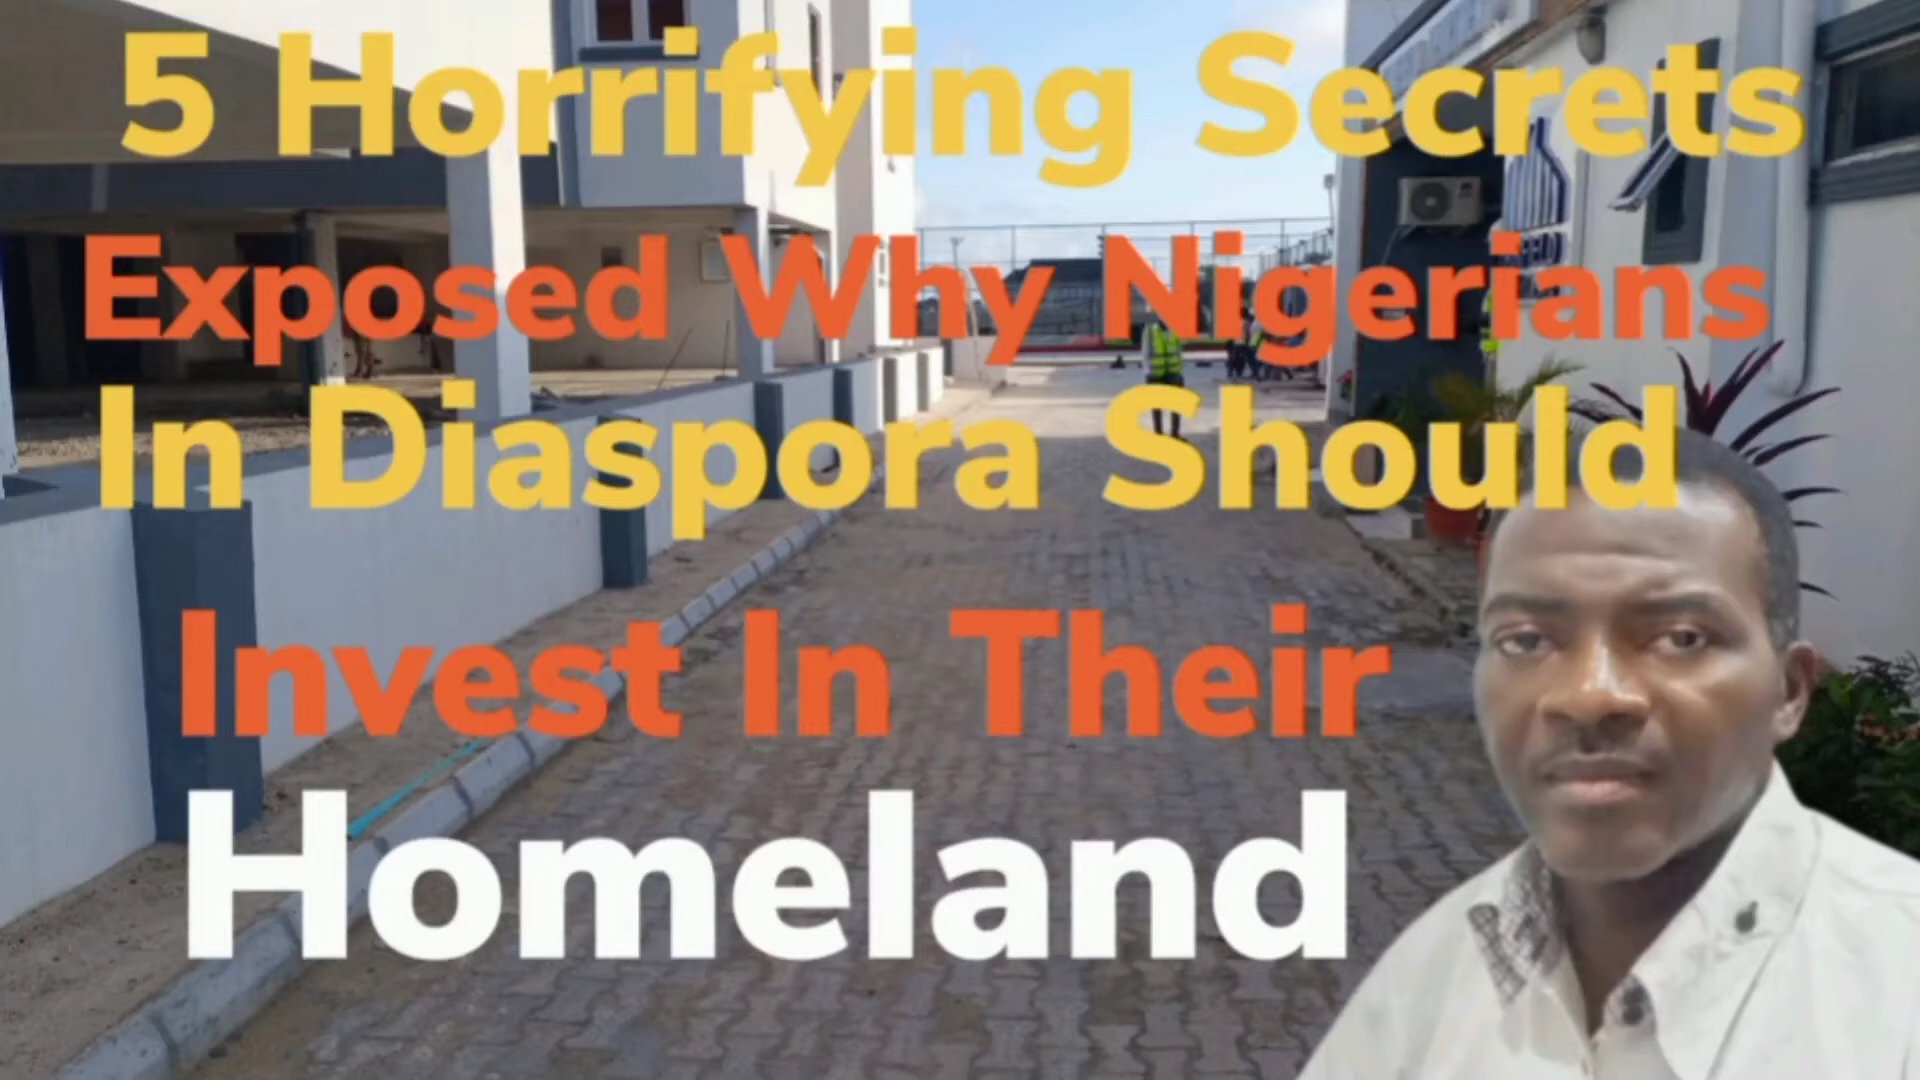 5 Horrifying Secrets
Exposed Why Nigerians
In Diaspora Should
Invest In Their
Homeland